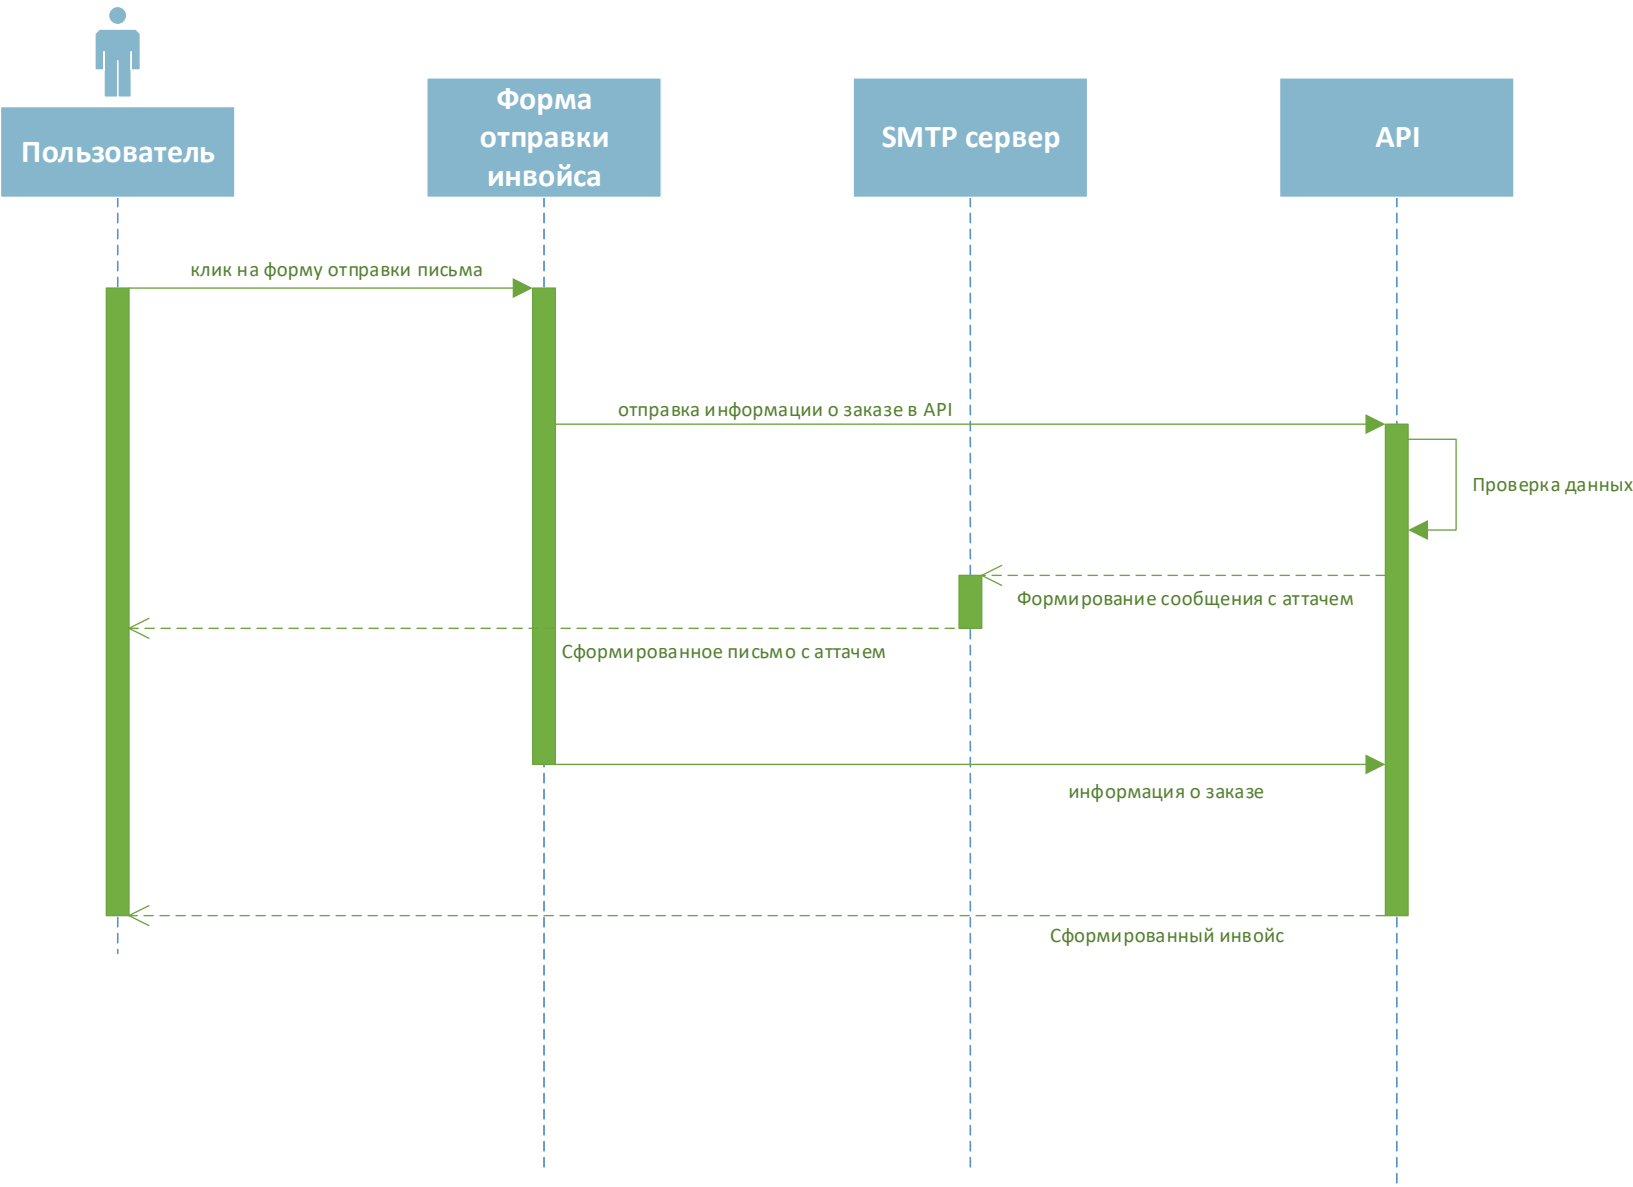 Пользователь
Форма
отправки
инвойса
SMTP сервер
API
клик на форму отправки письма
отправка информации о заказе в API
Проверка данных
Формирование сообщения с аттачем
Сформированное письмо с аттачем
информация о заказе
Сформированный инвойс